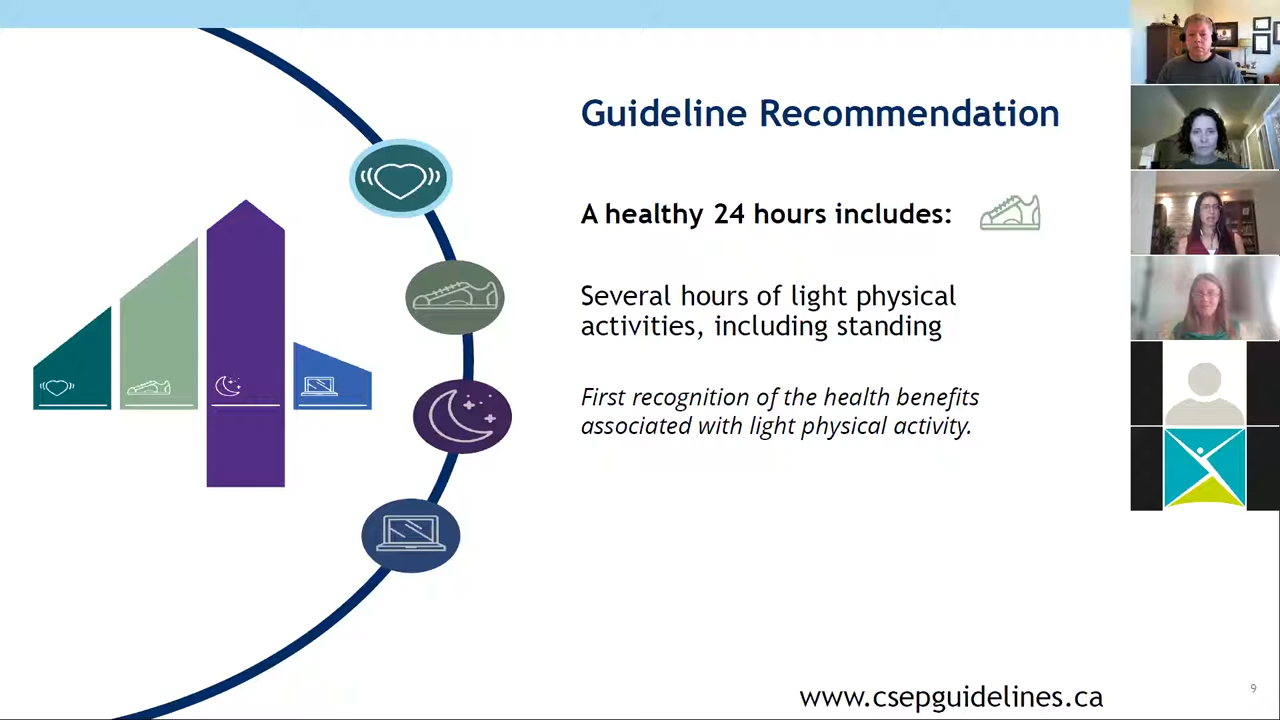 Guideline Recommendation
A healthy 24 hours includes:
Several hours of light physical
activities, including standing
First recognition of the health benefits
associated with light physical activity.
www.csepguidelines.ca
9